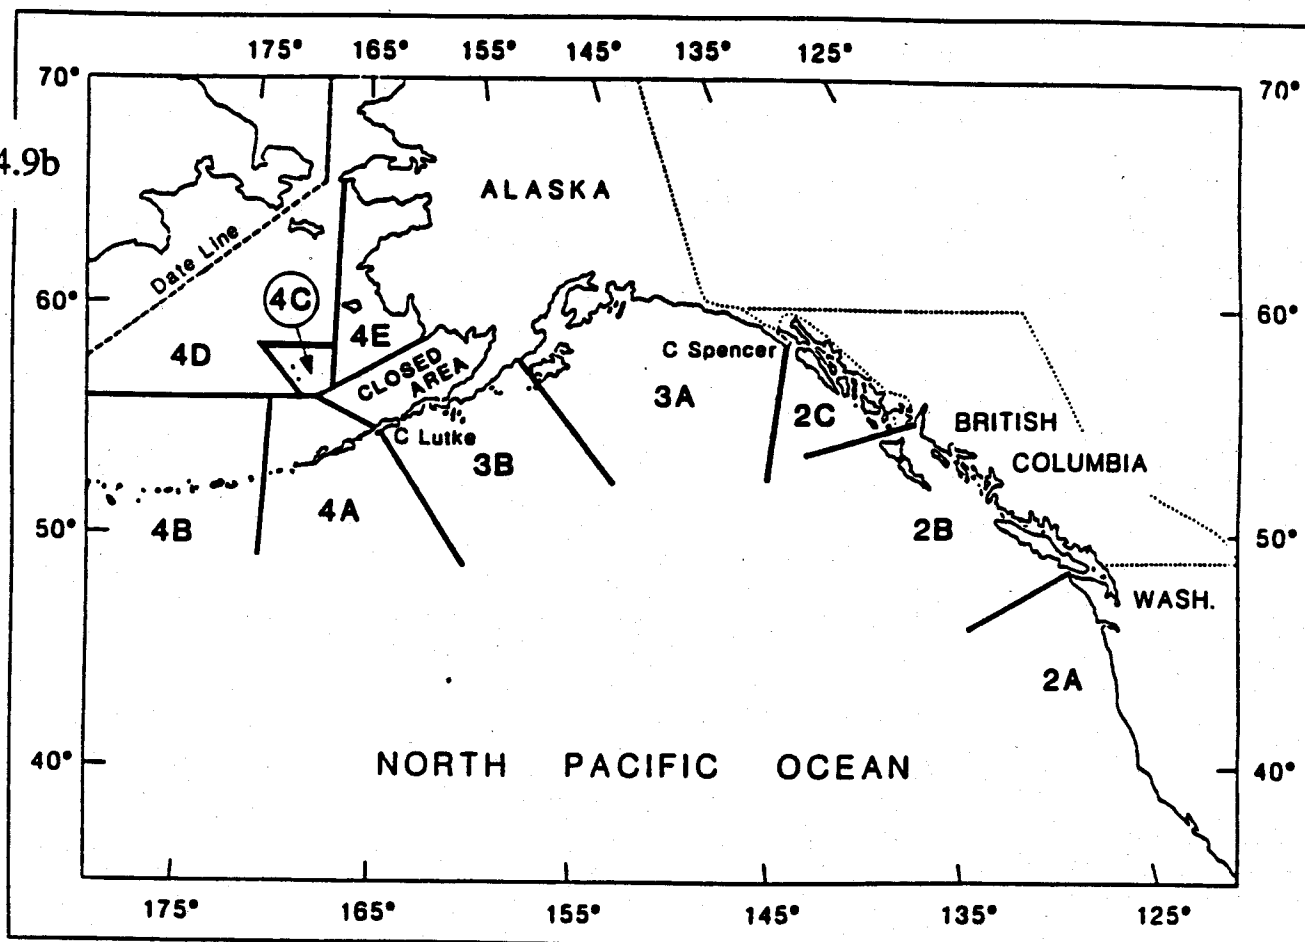 175° 165° 155° 145° 135° 125°
70° 70°
4.9b
ALASKA
Date Line
60° 60°
4C
4E
4D
CLOSED
AREA
C Spencer
3A
2C
BRITISH
COLUMBIA
C Lutke
3B
4A
4B
50° 50°
2B
WASH.
2A
40° 40°
NORTH PACIFIC OCEAN
175° 165° 155° 145° 135° 125°